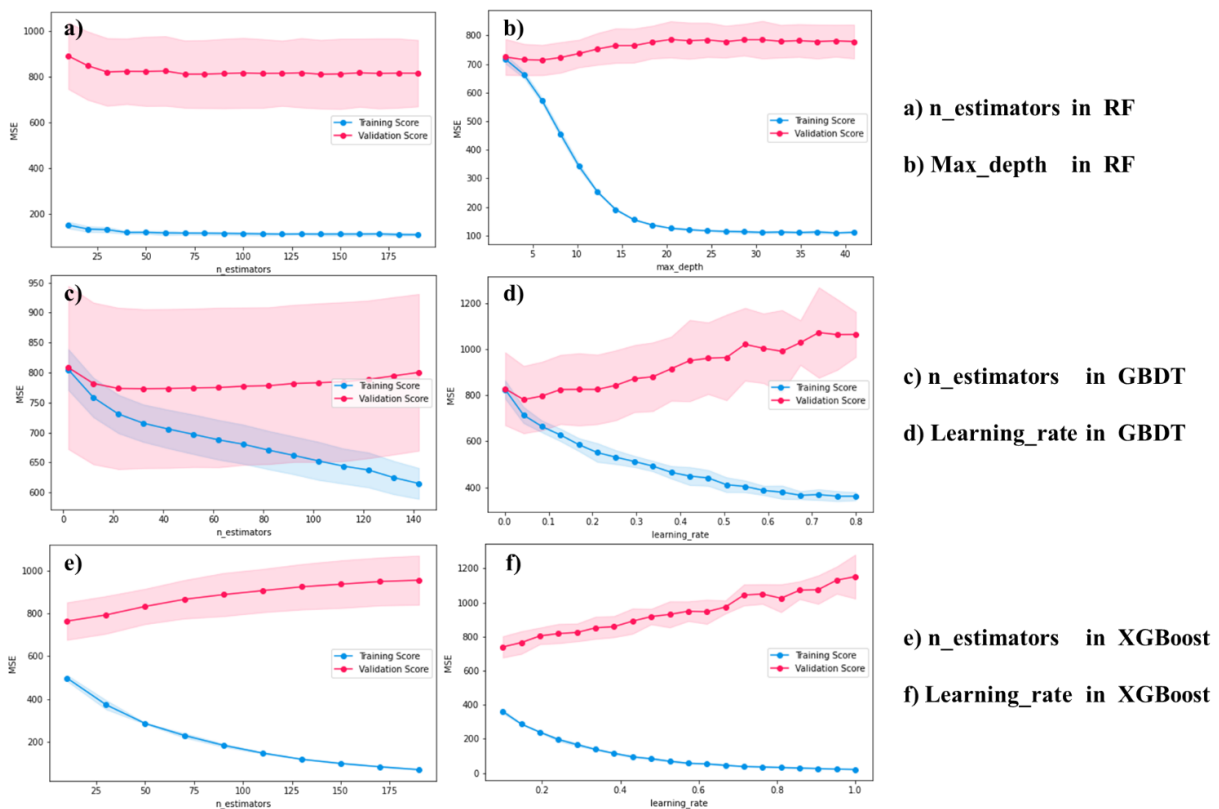 a)
1000
800
600
400
200
MSE
Training Score
Validation Score
25 50 75 100 125 150 175
n_estimators
b)
800
700
600
500
400
300
200
100
MSE
Training Score
Validation Score
5 10 15 20 25 30 35 40
max_depth
a) n_estimators in RF
b) Max_depth in RF
c)
950
900
850
800
750
700
650
600
MSE
Training Score
Validation Score
0 20 40 60 80 100 120 140
n_estimators
d)
1200
1000
800
600
400
MSE
Training Score
Validation Score
0.0 0.1 0.2 0.3 0.4 0.5 0.6 0.7 0.8
learning_rate
c) n_estimators in GBDT
d) Learning_rate in GBDT
e)
1000
800
600
400
200
MSE
Training Score
Validation Score
25 50 75 100 125 150 175
n_estimators
f)
1200
1000
800
600
400
200
0
MSE
Training Score
Validation Score
0.2 0.4 0.6 0.8 1.0
learning_rate
e) n_estimators in XGBoost
f) Learning_rate in XGBoost